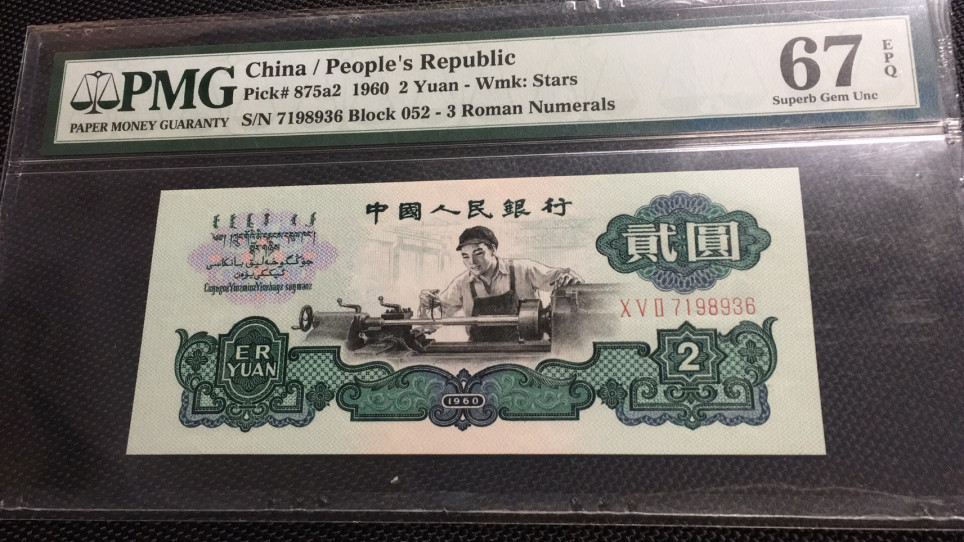 PMG
PAPER MONEY GUARANTY
China / People's Republic
Pick# 875a2 1960 2 Yuan - Wmk: Stars
S/N 7198936 Block 052 - 3 Roman Numerals
67
EPQ
Superb Gem Unc
中國人民銀行
貳圓
XVII 7198936
ER
YUAN
1960
2